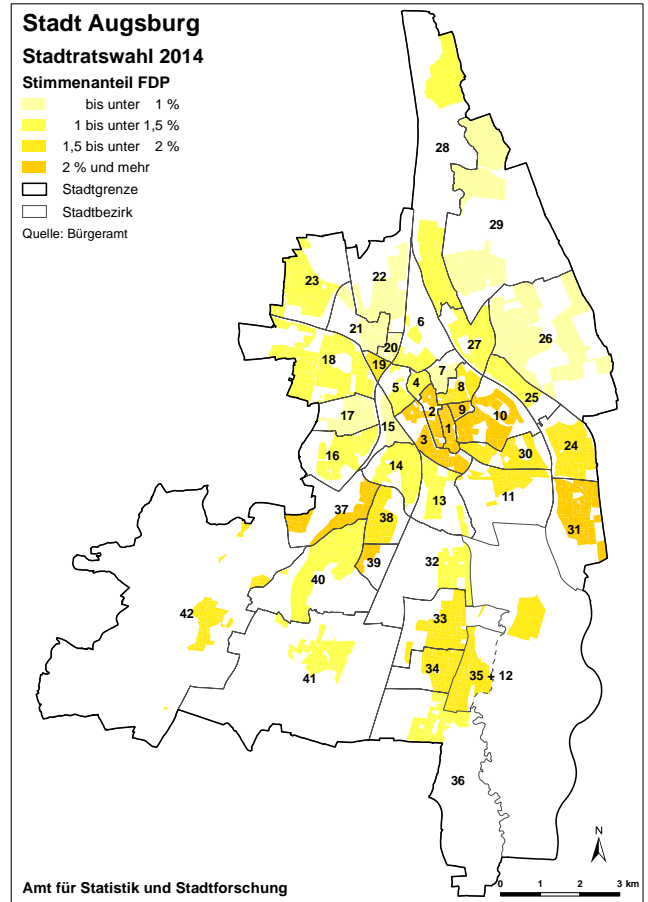 Stadt Augsburg
Stadtratswahl 2014
Stimmenanteil FDP
bis unter 1 %
1 bis unter 1,5 %
1,5 bis unter 2 %
2 % und mehr
Stadtgrenze
Stadtbezirk
Quelle: Bürgeramt
28
29
22
23
6
21
26
20
27
18
19
7
5
4
8
25
2
9
10
17
15
1
3
24
16
30
14
11
13
37
38
31
32
39
40
42
33
34
35 + 12
41
36
N
Amt für Statistik und Stadtforschung
0 1 2 3 km